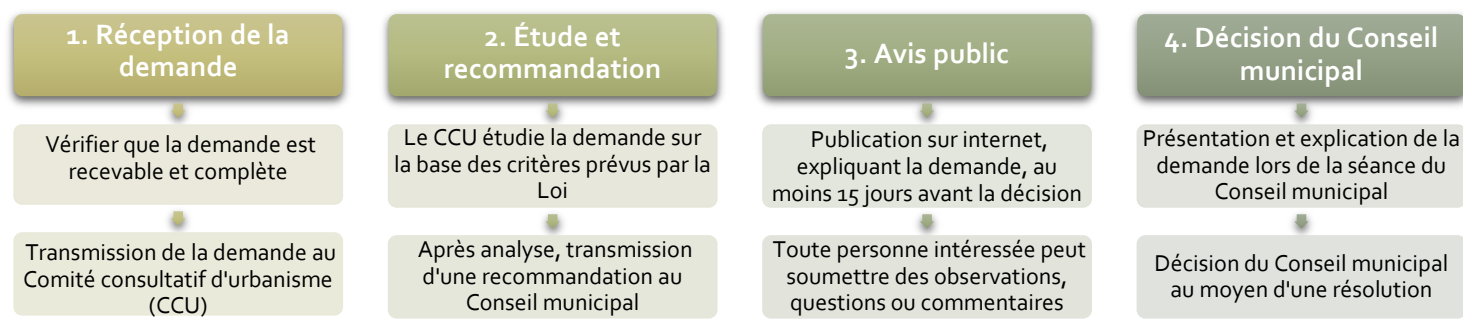 1. Réception de la
demande
Vérifier que la demande est
recevable et complète
Transmission de la demande au
Comité consultatif d'urbanisme
(CCU)
2. Étude et
recommandation
Le CCU étudie la demande sur
la base des critères prévus par la
Loi
Après analyse, transmission
d'une recommandation au
Conseil municipal
3. Avis public
Publication sur internet,
expliquant la demande, au
moins 15 jours avant la décision
Toute personne intéressée peut
soumettre des observations,
questions ou commentaires
4. Décision du Conseil
municipal
Présentation et explication de la
demande lors de la séance du
Conseil municipal
Décision du Conseil municipal
au moyen d'une résolution